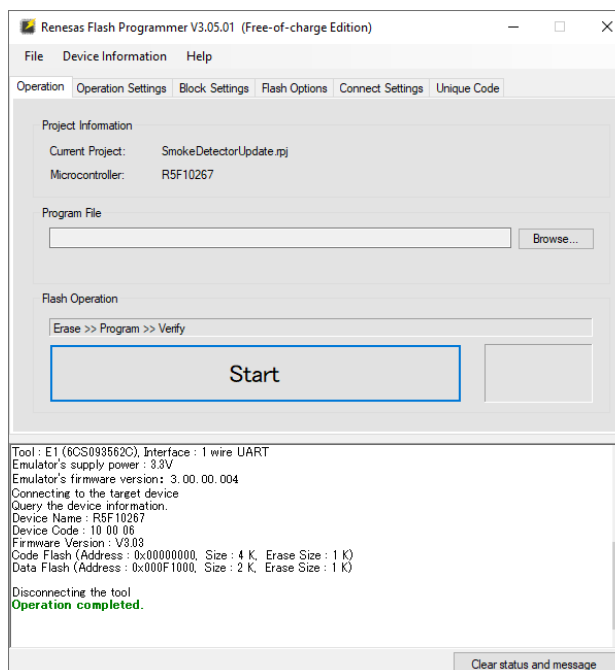 Renesas Flash Programmer V3.05.01 (Free-of-charge Edition)
File Device Information Help
Operation Operation Settings Block Settings Flash Options Connect Settings Unique Code
Project Information
Current Project: SmokeDetectorUpdate.rpj
Microcontroller: R5F10267
Program File
Browse...
Flash Operation
Erase >> Program >> Verify
Start
Tool : E1 (6CS093562C), Interface : 1 wire UART
Emulator's supply power : 3.3V
Emulator's firmware version: 3.00.00.004
Connecting to the target device
Query the device information.
Device Name : R5F10267
Device Code : 10 00 06
Firmware Version : V3.03
Code Flash (Address : 0x00000000, Size : 4 K, Erase Size : 1 K)
Data Flash (Address : 0x000F1000, Size : 2 K, Erase Size : 1 K)
Disconnecting the tool
Operation completed.
Clear status and message